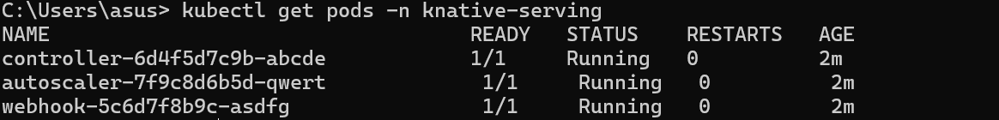 C:\Users\asus> kubectl get pods -n knative-serving
NAME                                   READY   STATUS    RESTARTS   AGE
controller-6d4f5d7c9b-abcde            1/1     Running   0          2m
autoscaler-7f9c8d6b5d-qwert             1/1     Running   0          2m
webhook-5c6d7f8b9c-asdfg                1/1     Running   0          2m